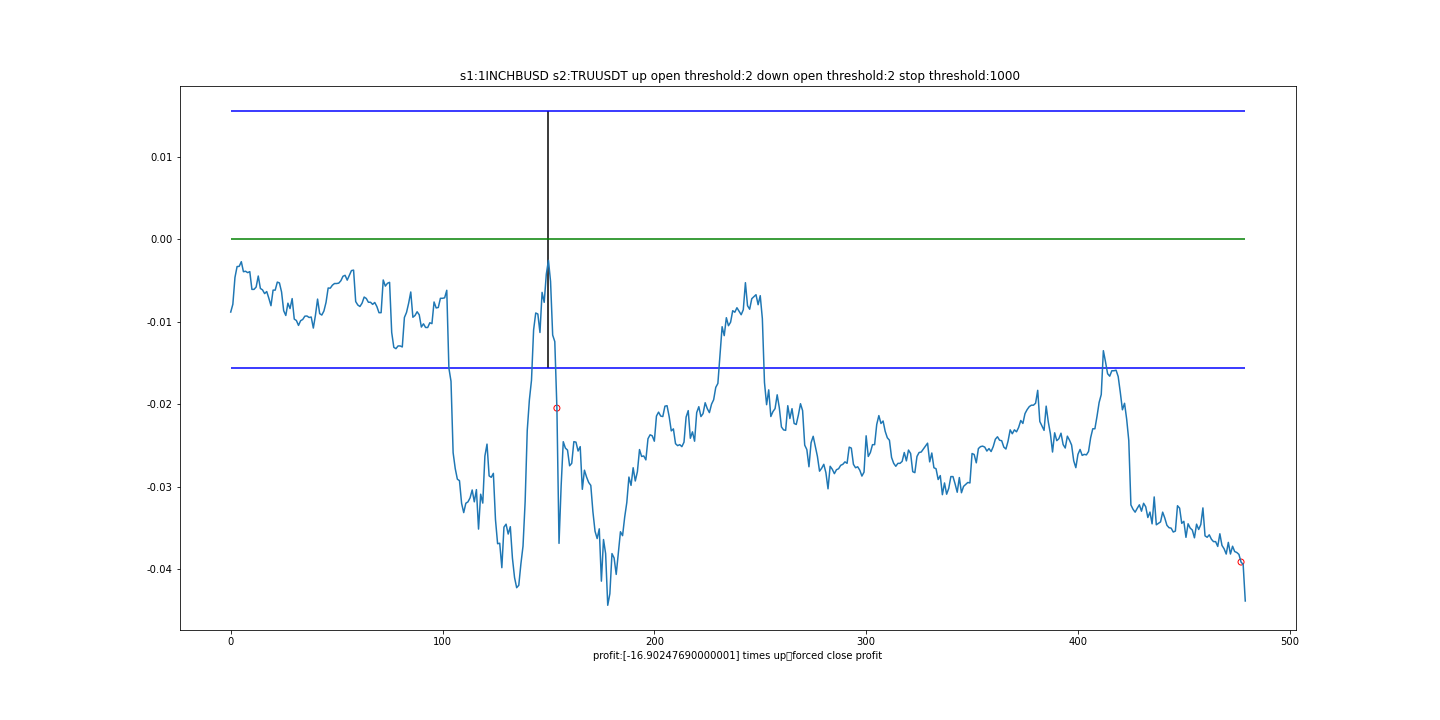 s1:1INCHBUSD s2:TRUUSDT up open threshold:2 down open threshold:2 stop threshold:1000
0.01
0.00
-0.01
-0.02
-0.03
-0.04
0 100 200 300 400 500
profit:[-16.90247690000001] times up▯forced close profit